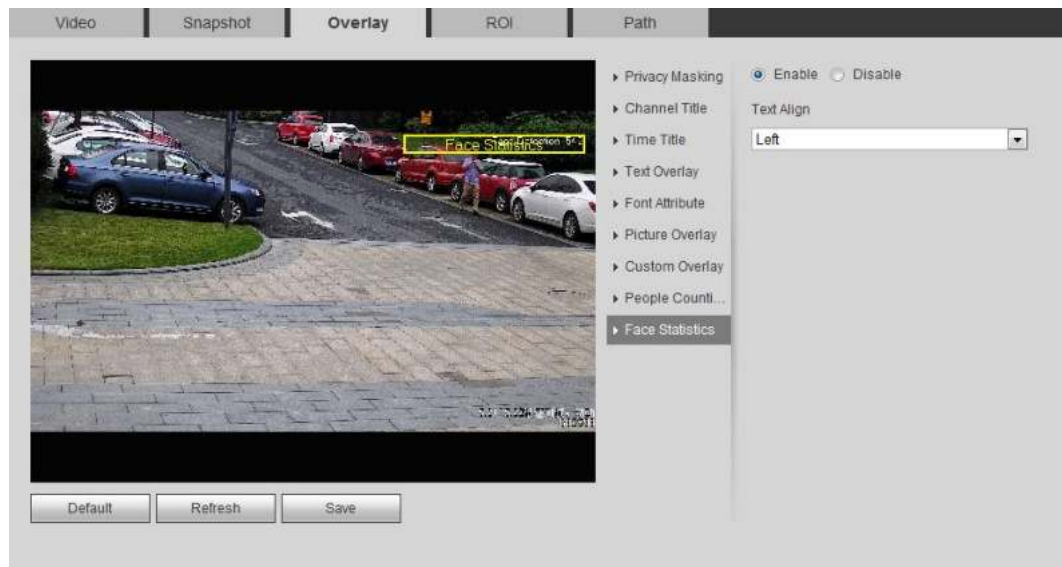 Video Snapshot Overlay ROI Path
Privacy Masking
Channel Title
Time Title
Text Overlay
Font Attribute
Picture Overlay
Custom Overlay
People Counti...
Face Statistics
Enable Disable
Text Align
Left
Face Statistics
Default Refresh Save